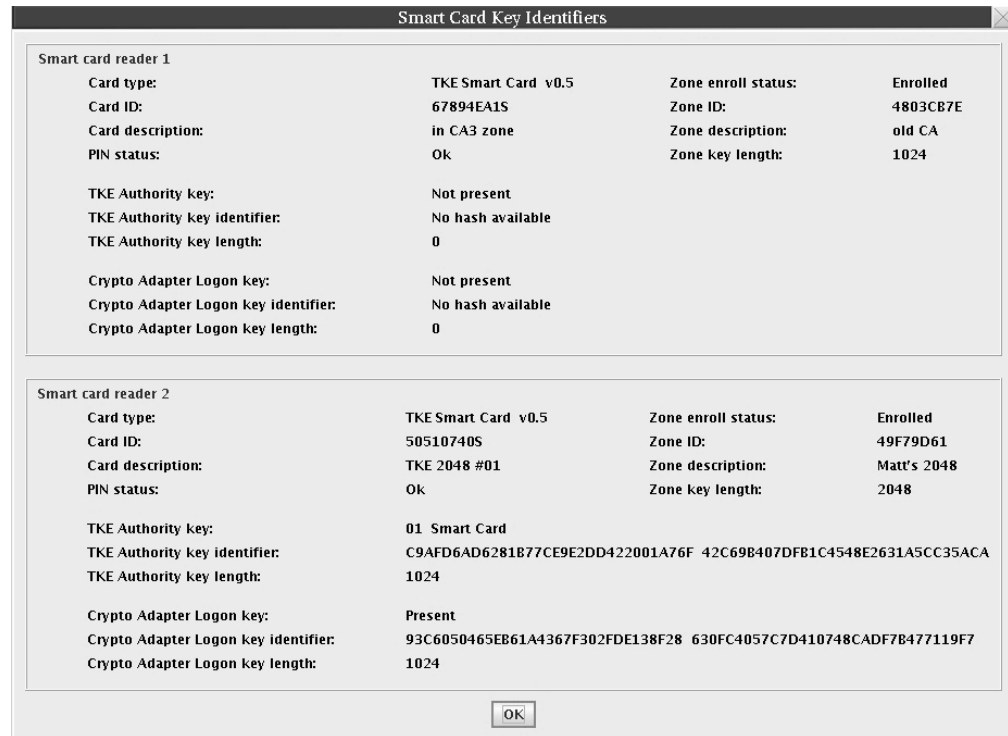 Smart Card Key Identifiers
Smart card reader 1
Card type: TKE Smart Card v0.5 Zone enroll status: Enrolled
Card ID: 67894EA1S Zone ID: 4803CB7E
Card description: in CA3 zone Zone description: old CA
PIN status: Ok Zone key length: 1024
TKE Authority key: Not present
TKE Authority key identifier: No hash available
TKE Authority key length: 0
Crypto Adapter Logon key: Not present
Crypto Adapter Logon key identifier: No hash available
Crypto Adapter Logon key length: 0
Smart card reader 2
Card type: TKE Smart Card v0.5 Zone enroll status: Enrolled
Card ID: 50510740S Zone ID: 49F79D61
Card description: TKE 2048 #01 Zone description: Matt's 2048
PIN status: Ok Zone key length: 2048
TKE Authority key: 01 Smart Card
TKE Authority key identifier: C9AFD6AD6281B77CE9E2DD422001A76F 42C69B407DFB1C4548E2631A5CC35ACA
TKE Authority key length: 1024
Crypto Adapter Logon key: Present
Crypto Adapter Logon key identifier: 93C6050465EB61A4367F302FDE138F28 630FC4057C7D410748CADF7B477119F7
Crypto Adapter Logon key length: 1024
OK